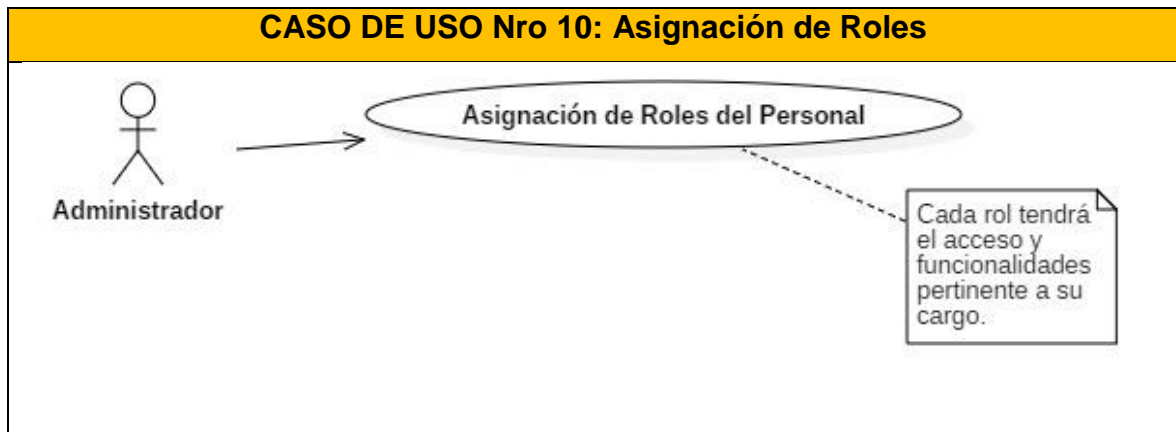 CASO DE USO Nro 10: Asignación de Roles
Asignación de Roles del Personal
Administrador
Cada rol tendrá
el acceso y
funcionalidades
pertinente a su
cargo.